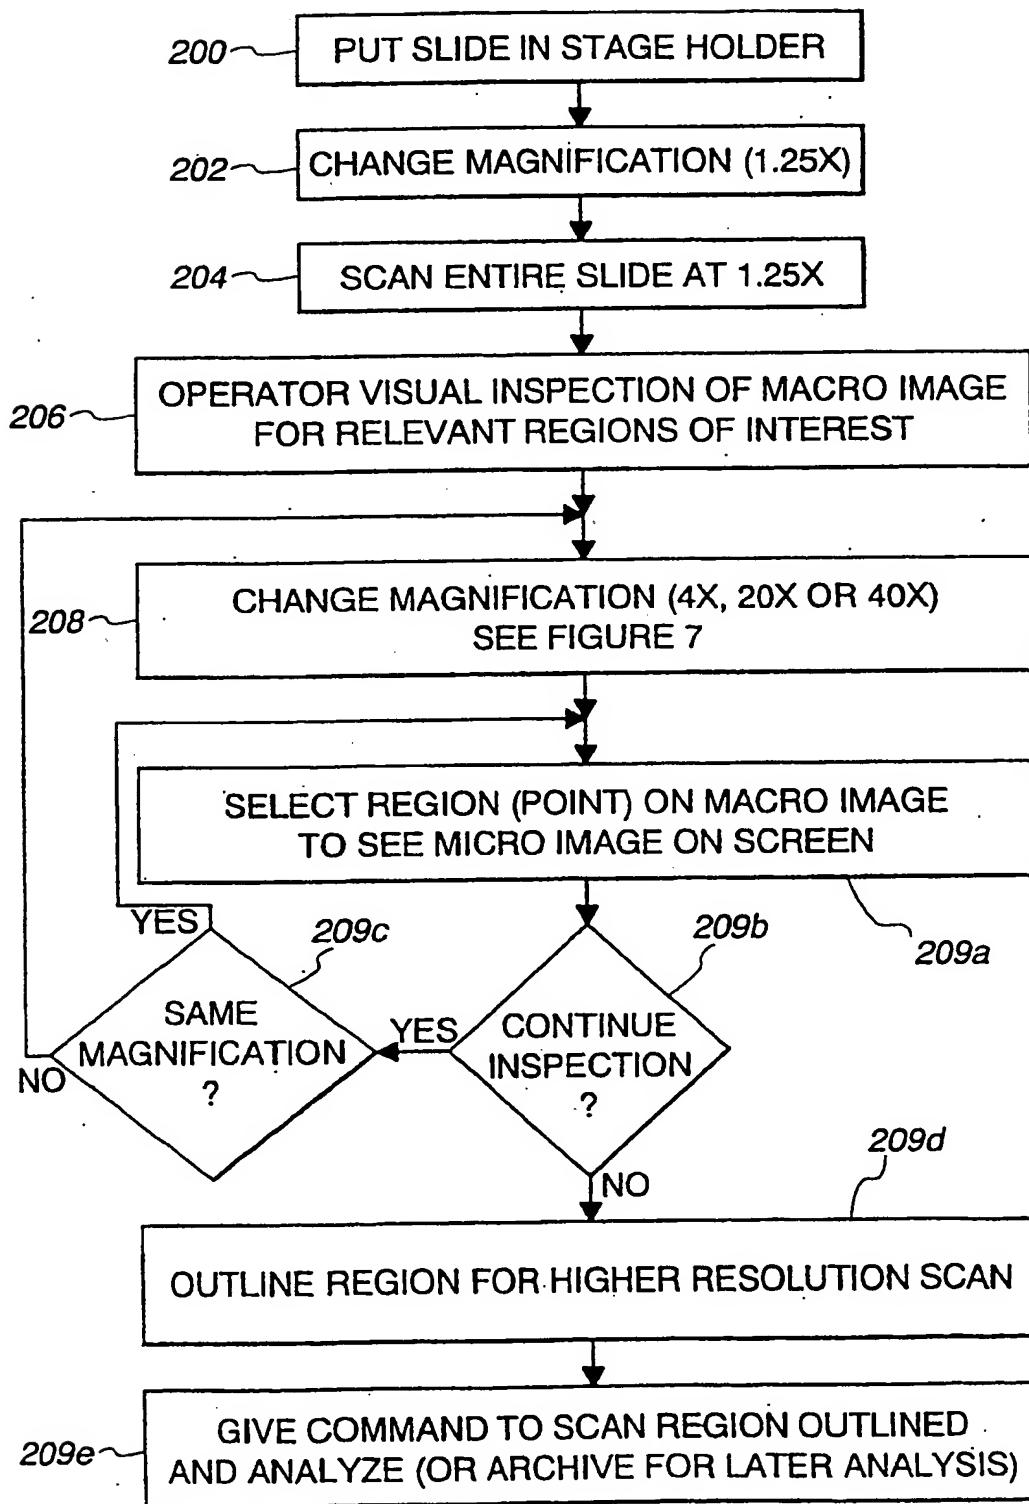 200
PUT SLIDE IN STAGE HOLDER
202
CHANGE MAGNIFICATION (1.25X)
204
SCAN ENTIRE SLIDE AT 1.25X
206
OPERATOR VISUAL INSPECTION OF MACRO IMAGE
FOR RELEVANT REGIONS OF INTEREST
208
CHANGE MAGNIFICATION (4X, 20X OR 40X)
SEE FIGURE 7
SELECT REGION (POINT) ON MACRO IMAGE
TO SEE MICRO IMAGE ON SCREEN
209a
YES
209c
SAME
MAGNIFICATION
?
NO
YES
209b
CONTINUE
INSPECTION
?
NO
209d
OUTLINE REGION FOR HIGHER RESOLUTION SCAN
209e
GIVE COMMAND TO SCAN REGION OUTLINED
AND ANALYZE (OR ARCHIVE FOR LATER ANALYSIS)